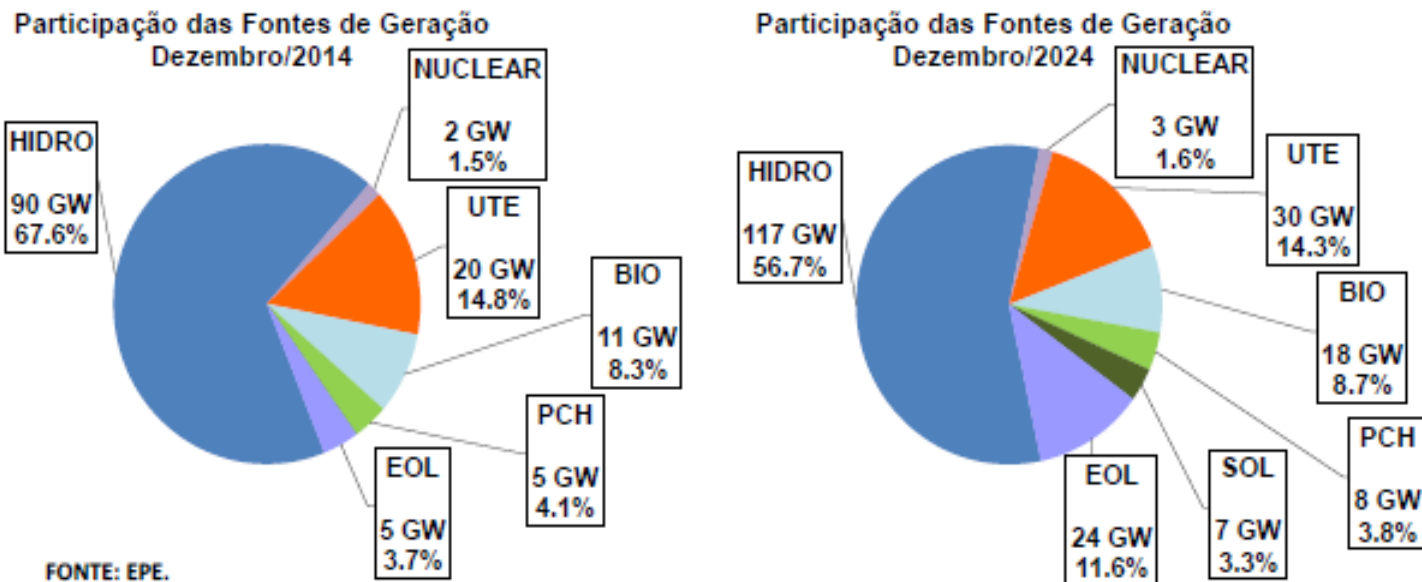 Participação das Fontes de Geração
Dezembro/2014
NUCLEAR
2 GW
1.5%
HIDRO
90 GW
67.6%
UTE
20 GW
14.8%
BIO
11 GW
8.3%
PCH
5 GW
4.1%
EOL
5 GW
3.7%
FONTE: EPE.
Participação das Fontes de Geração
Dezembro/2024
NUCLEAR
3 GW
1.6%
HIDRO
117 GW
56.7%
UTE
30 GW
14.3%
BIO
18 GW
8.7%
PCH
8 GW
3.8%
SOL
7 GW
3.3%
EOL
24 GW
11.6%